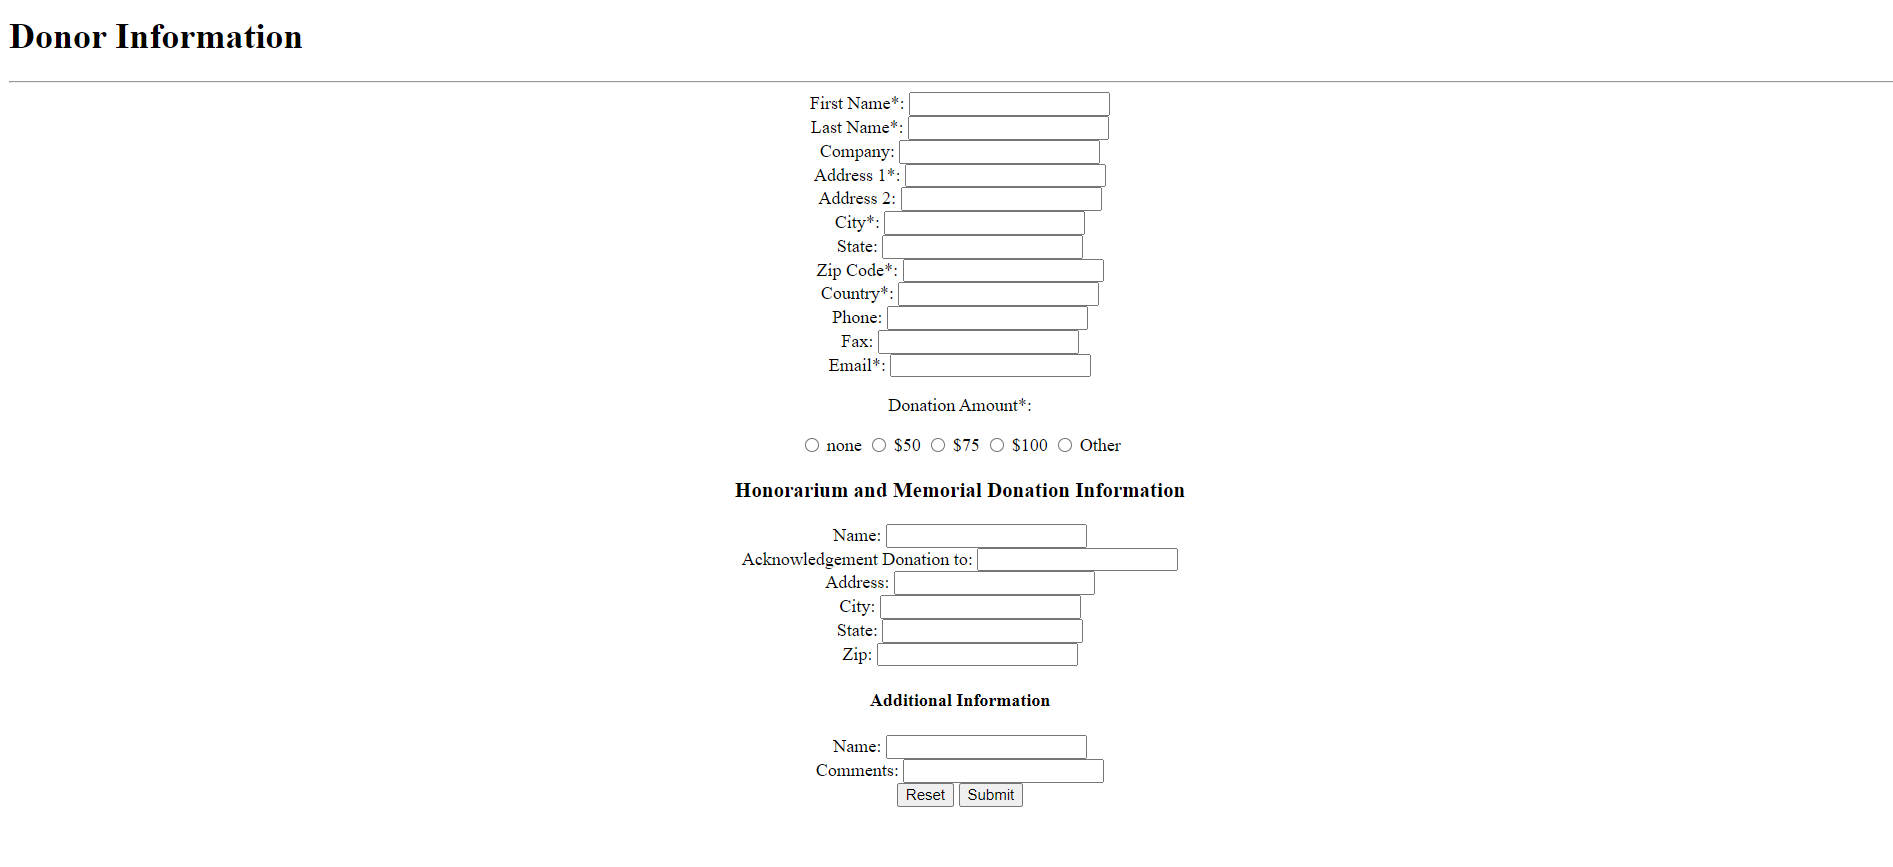 Donor Information
First Name*:
Last Name*:
Company:
Address 1*:
Address 2:
City*:
State:
Zip Code*:
Country*:
Phone:
Fax:
Email*:
Donation Amount*:
none $50 $75 $100 Other
Honorarium and Memorial Donation Information
Name:
Acknowledgement Donation to:
Address:
City:
State:
Zip:
Additional Information
Name:
Comments:
Reset Submit